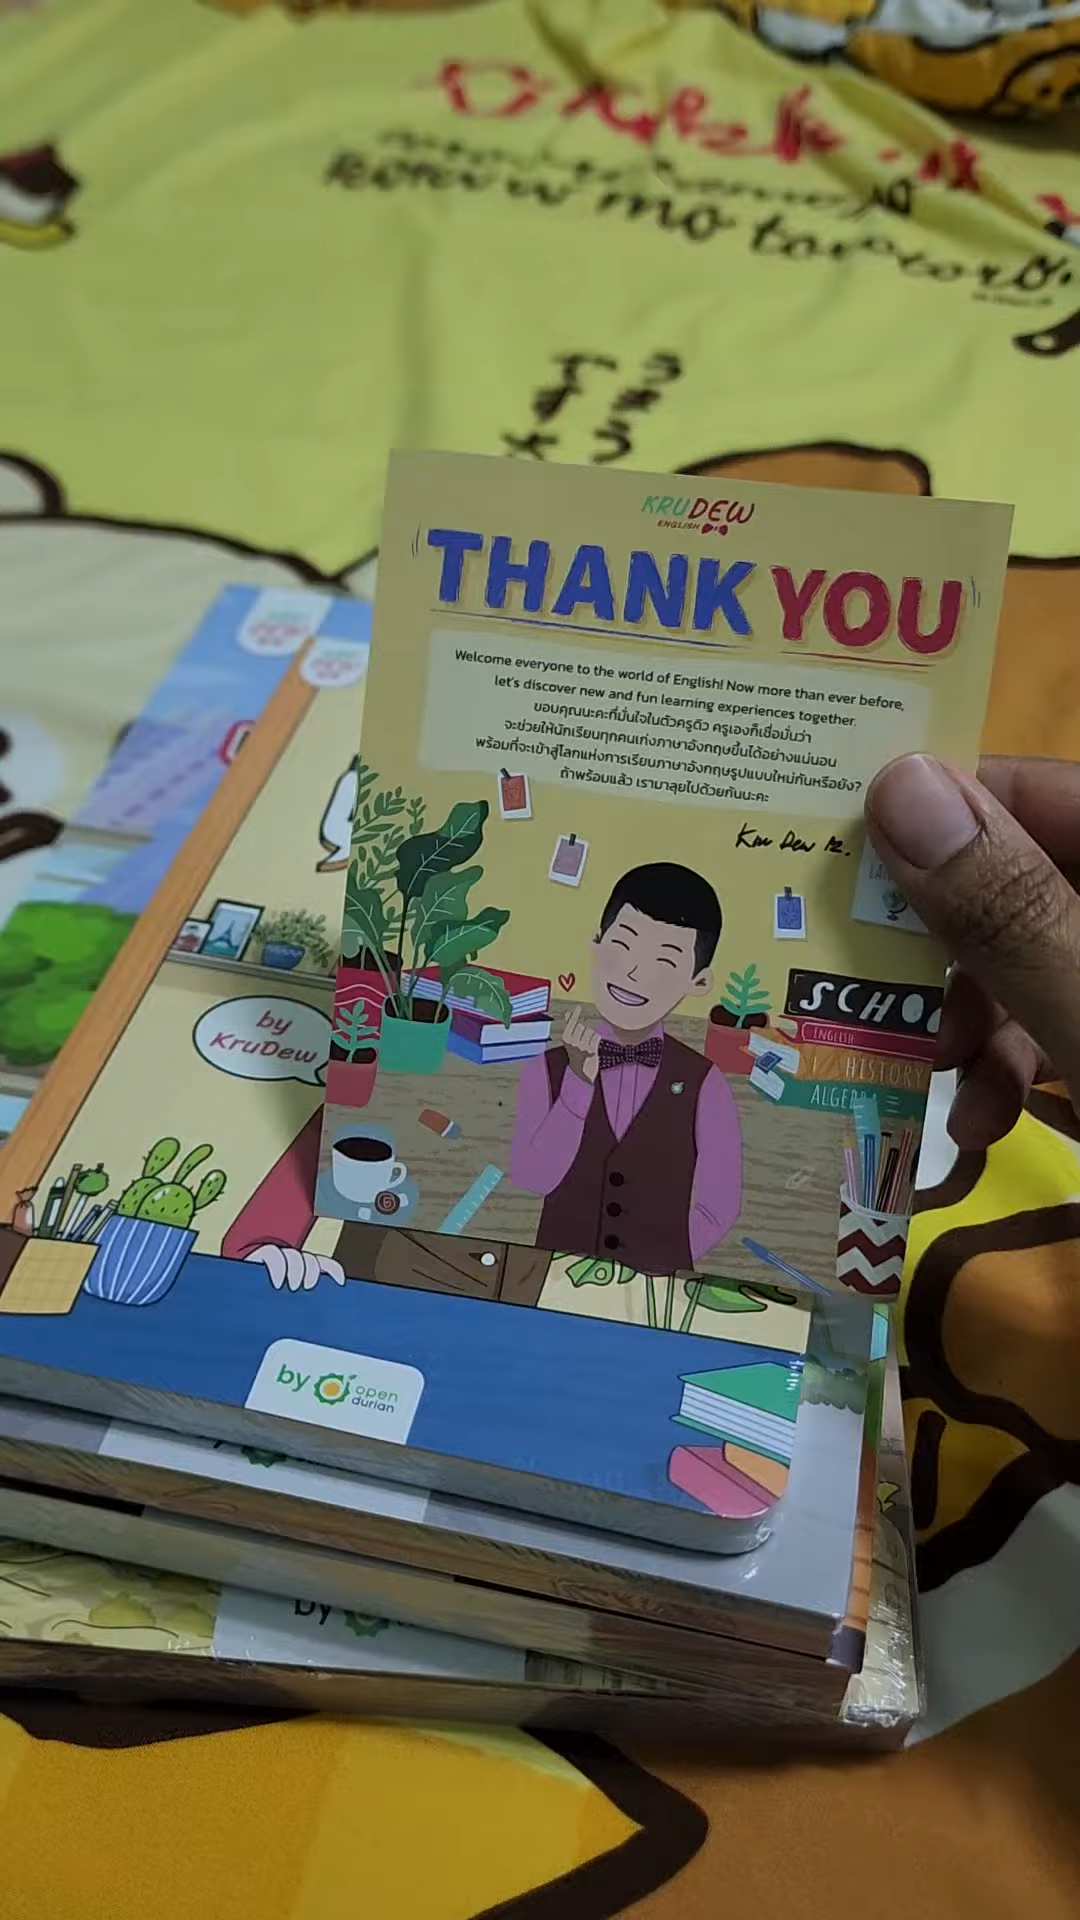 KRUDEW
ENGLISH
THANK YOU
Welcome everyone to the world of English! Now more than ever before,
let's discover new and fun learning experiences together.
ขอบคุณนะคะที่มั่นใจในตัวครูดิว ครูเองก็เชื่อมั่นว่า
จะช่วยให้นักเรียนทุกคนเก่งภาษาอังกฤษขึ้นได้อย่างแน่นอน
พร้อมที่จะเข้าสู่โลกแห่งการเรียนภาษาอังกฤษรูปแบบใหม่กันหรือยัง?
ถ้าพร้อมแล้ว เรามาลุยไปด้วยกันนะคะ
Kru Dew
SCHO
ENGLISH
HISTORY
ALGEBRA
by
KruDew
by open
durian
by